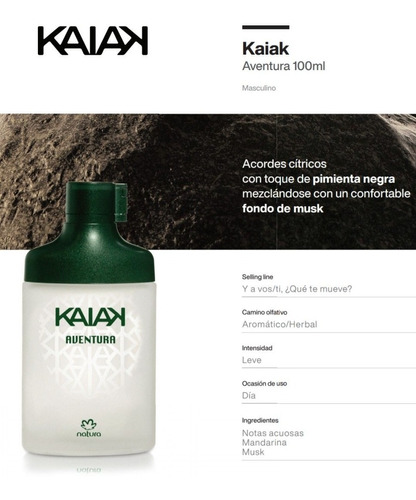 KAIAK
Kaiak
Aventura 100ml
Masculino
Acordes cítricos
con toque de pimienta negra
mezclándose con un confortable
fondo de musk
KAIAK
AVENTURA
natura
Selling line
Y a vos/ti, ¿Qué te mueve?
Camino olfativo
Aromático/Herbal
Intensidad
Leve
Ocasión de uso
Día
Ingredientes
Notas acuosas
Mandarina
Musk